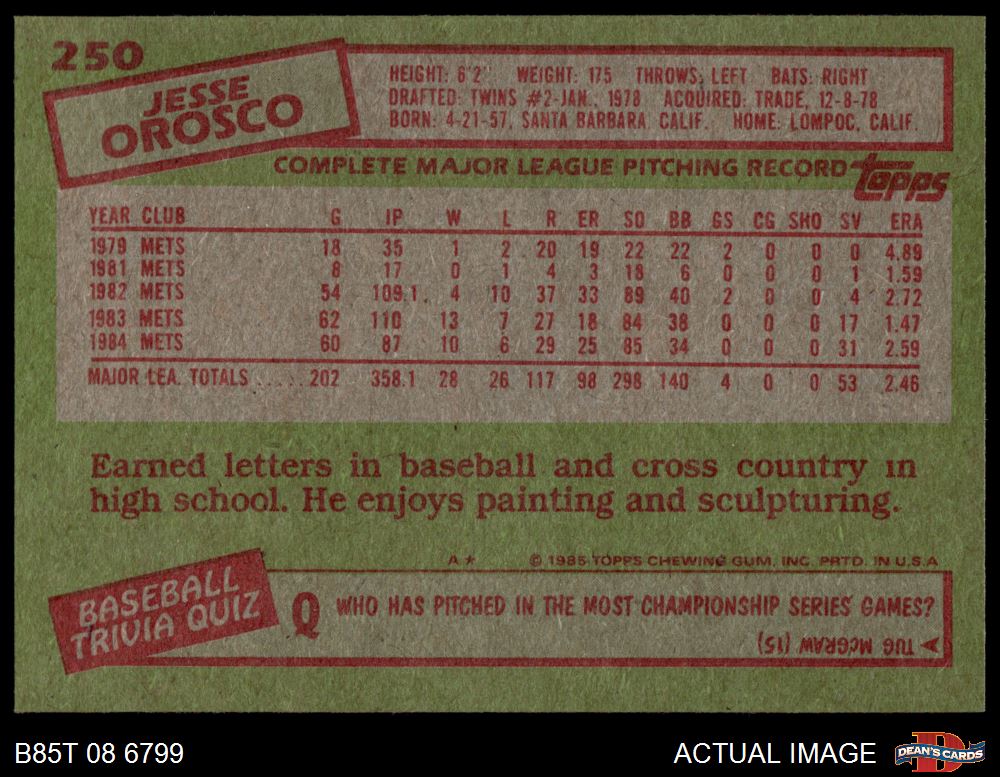 250
JESSE
OROSCO
HEIGHT: 6'2" WEIGHT: 175 THROWS: LEFT BATS: RIGHT
DRAFTED: TWINS #2-JAN., 1978 ACQUIRED: TRADE, 12-8-78
BORN: 4-21-57, SANTA BARBARA, CALIF. HOME: LOMPOC, CALIF.
COMPLETE MAJOR LEAGUE PITCHING RECORD topps
YEAR CLUB G IP W L R ER SO BB GS CG SHO SV ERA
1979 METS 18 35 1 2 20 19 22 22 2 0 0 0 4.89
1981 METS 8 17 0 1 4 3 18 6 0 0 0 1 1.59
1982 METS 54 109.1 4 10 37 33 89 40 2 0 0 4 2.72
1983 METS 62 110 13 7 27 18 84 38 0 0 0 17 1.47
1984 METS 60 87 10 6 29 25 85 34 0 0 0 31 2.59
MAJOR LEA. TOTALS ..... 202 358.1 28 26 117 98 298 140 4 0 0 53 2.46
Earned letters in baseball and cross country in
high school. He enjoys painting and sculpturing.
A* © 1985 TOPPS CHEWING GUM, INC. PRTD. IN U.S.A
BASEBALL
TRIVIA QUIZ
Q WHO HAS PITCHED IN THE MOST CHAMPIONSHIP SERIES GAMES?
TUG McGRAW (15)
B85T 08 6799
ACTUAL IMAGE
DEAN'S CARDS